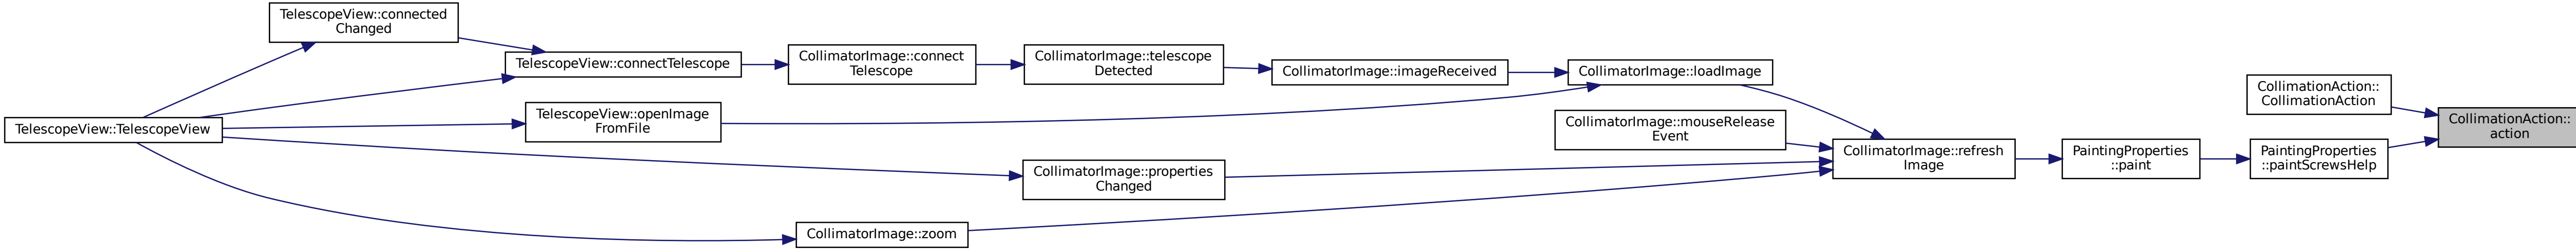 TelescopeView::connected
Changed
TelescopeView::connectTelescope
CollimatorImage::connect
Telescope
CollimatorImage::telescope
Detected
CollimatorImage::imageReceived
CollimatorImage::loadImage
CollimationAction::
CollimationAction
TelescopeView::TelescopeView
TelescopeView::openImage
FromFile
CollimatorImage::mouseRelease
Event
CollimationAction::
action
CollimatorImage::properties
Changed
CollimatorImage::refresh
Image
PaintingProperties
::paint
PaintingProperties
::paintScrewsHelp
CollimatorImage::zoom